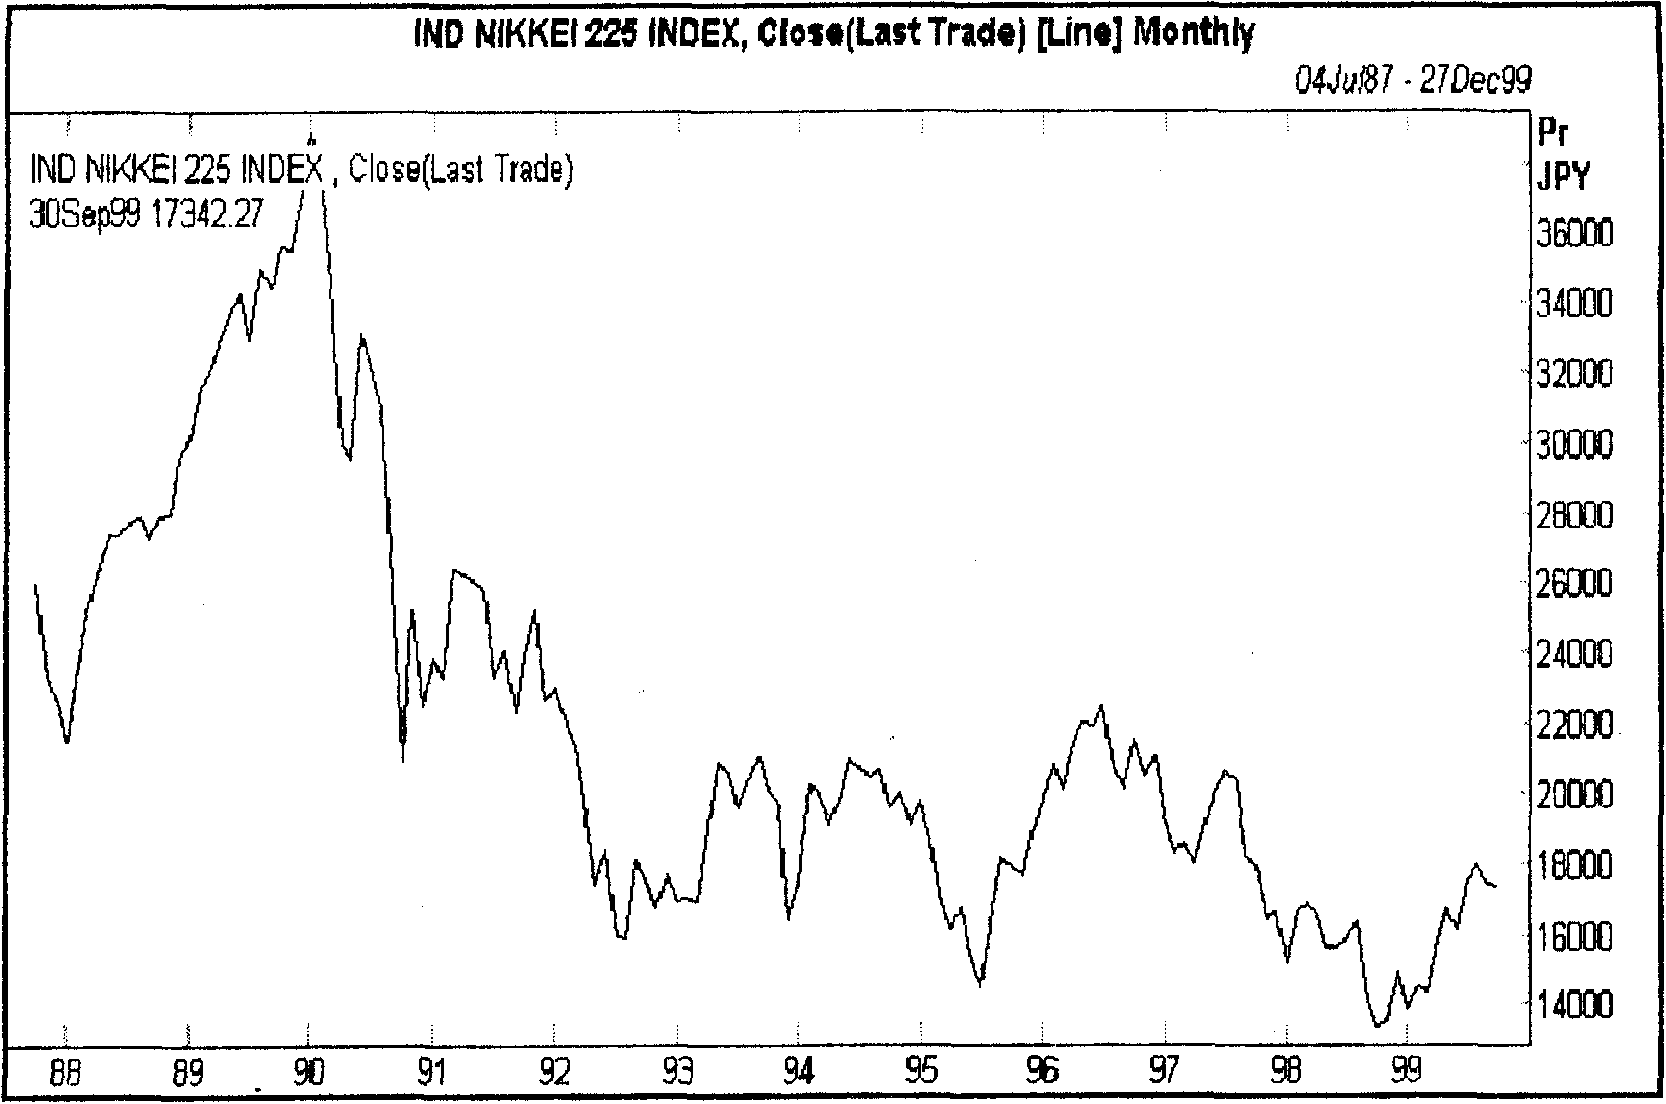 IND NIKKEI 225 INDEX, Close(Last Trade) [Line] Monthly
04Jul87 - 27Dec99
Pr
JPY
IND NIKKEI 225 INDEX , Close(Last Trade)
30Sep99 17342.27
36000
34000
32000
30000
28000
26000
24000
22000
20000
18000
16000
14000
88 89 90 91 92 93 94 95 96 97 98 99